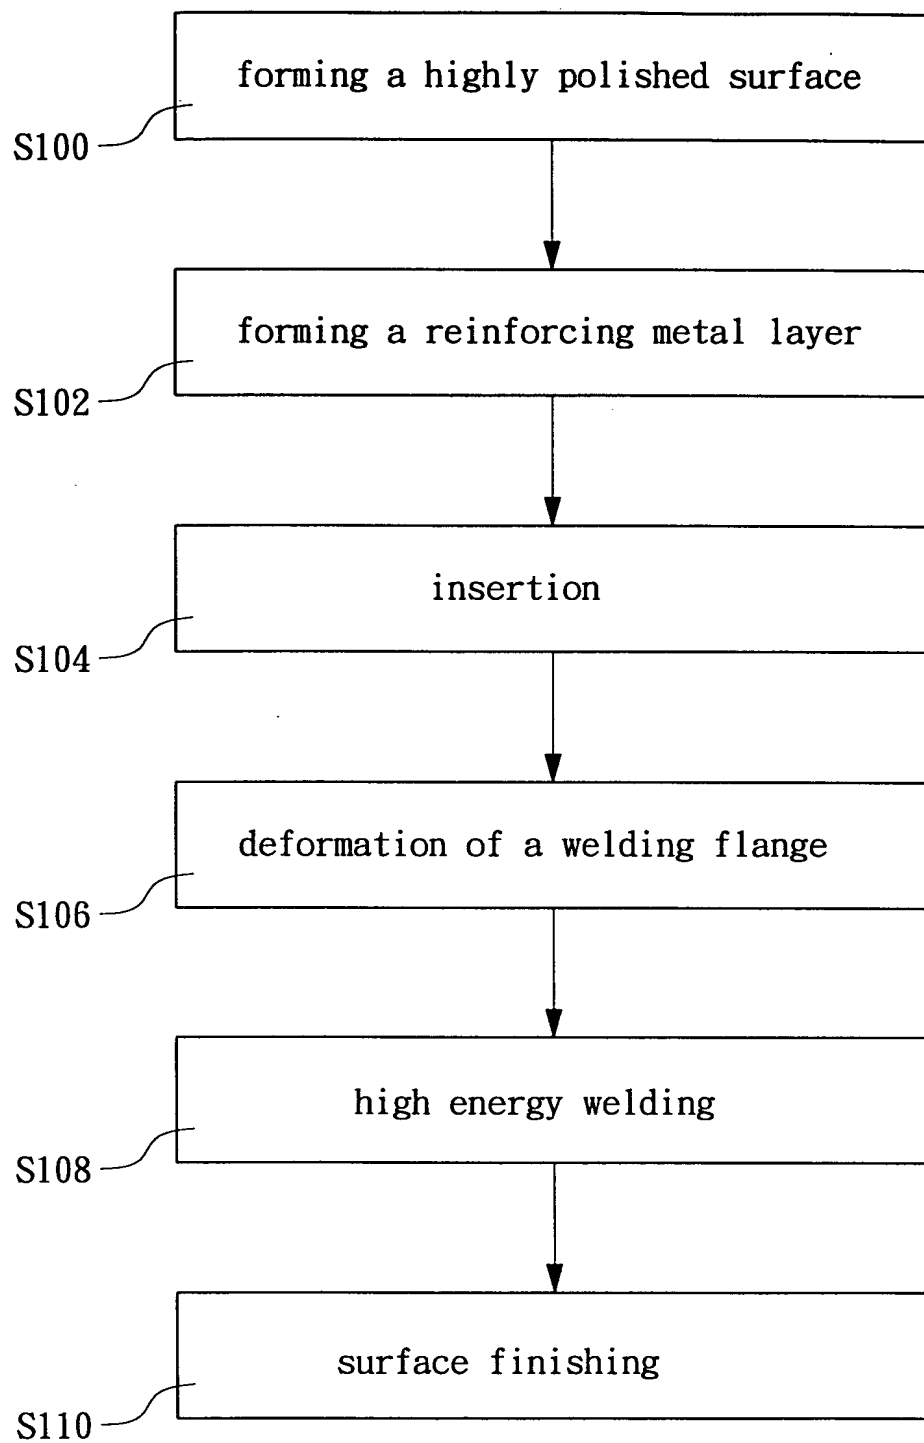 forming a highly polished surface
S100
forming a reinforcing metal layer
S102
insertion
S104
deformation of a welding flange
S106
high energy welding
S108
surface finishing
S110